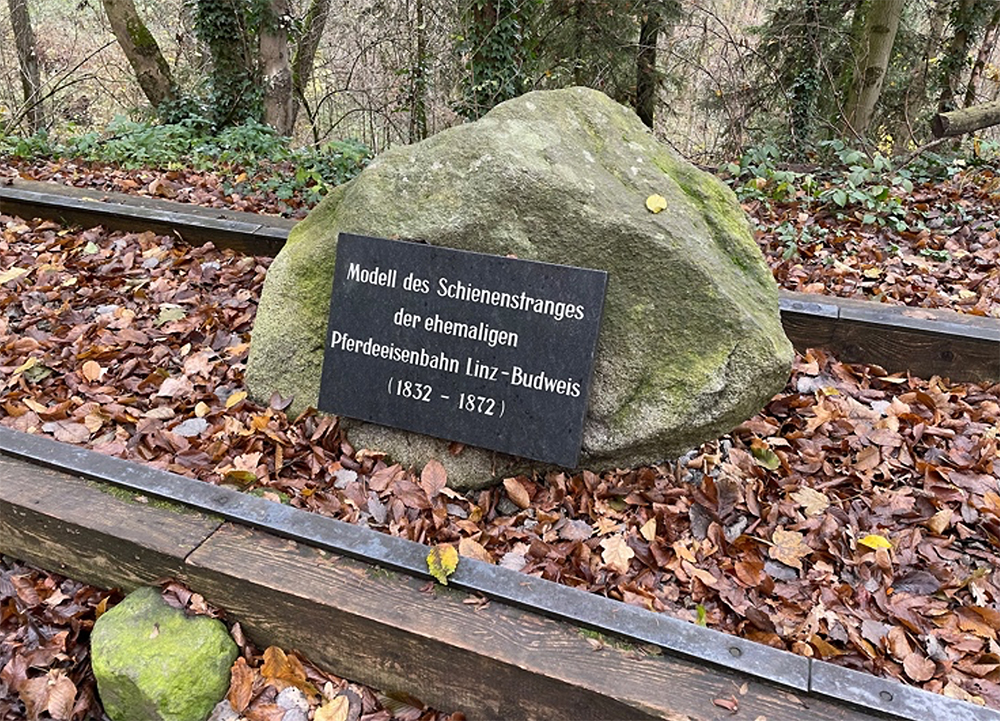 Modell des Schienenstranges
der ehemaligen
Pferdeeisenbahn Linz-Budweis
(1832 - 1872)